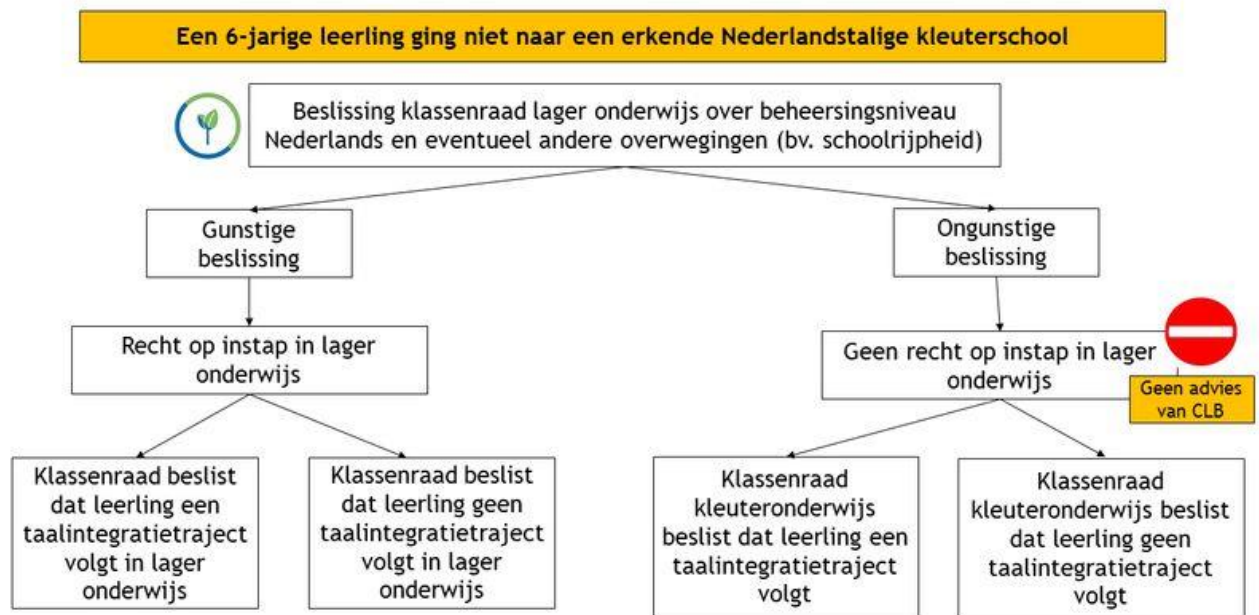 Een 6-jarige leerling ging niet naar een erkende Nederlandstalige kleuterschool
Beslissing klassenraad lager onderwijs over beheersingsniveau
Nederlands en eventueel andere overwegingen (bv. schoolrijpheid)
Gunstige
beslissing
Ongunstige
beslissing
Recht op instap in lager
onderwijs
Geen recht op instap in lager
onderwijs
Geen advies
van CLB
Klassenraad beslist
dat leerling een
taalintegratietraject
volgt in lager
onderwijs
Klassenraad beslist
dat leerling geen
taalintegratietraject
volgt in lager
onderwijs
Klassenraad
kleuteronderwijs
beslist dat leerling een
taalintegratietraject
volgt
Klassenraad
kleuteronderwijs beslist
dat leerling geen
taalintegratietraject
volgt